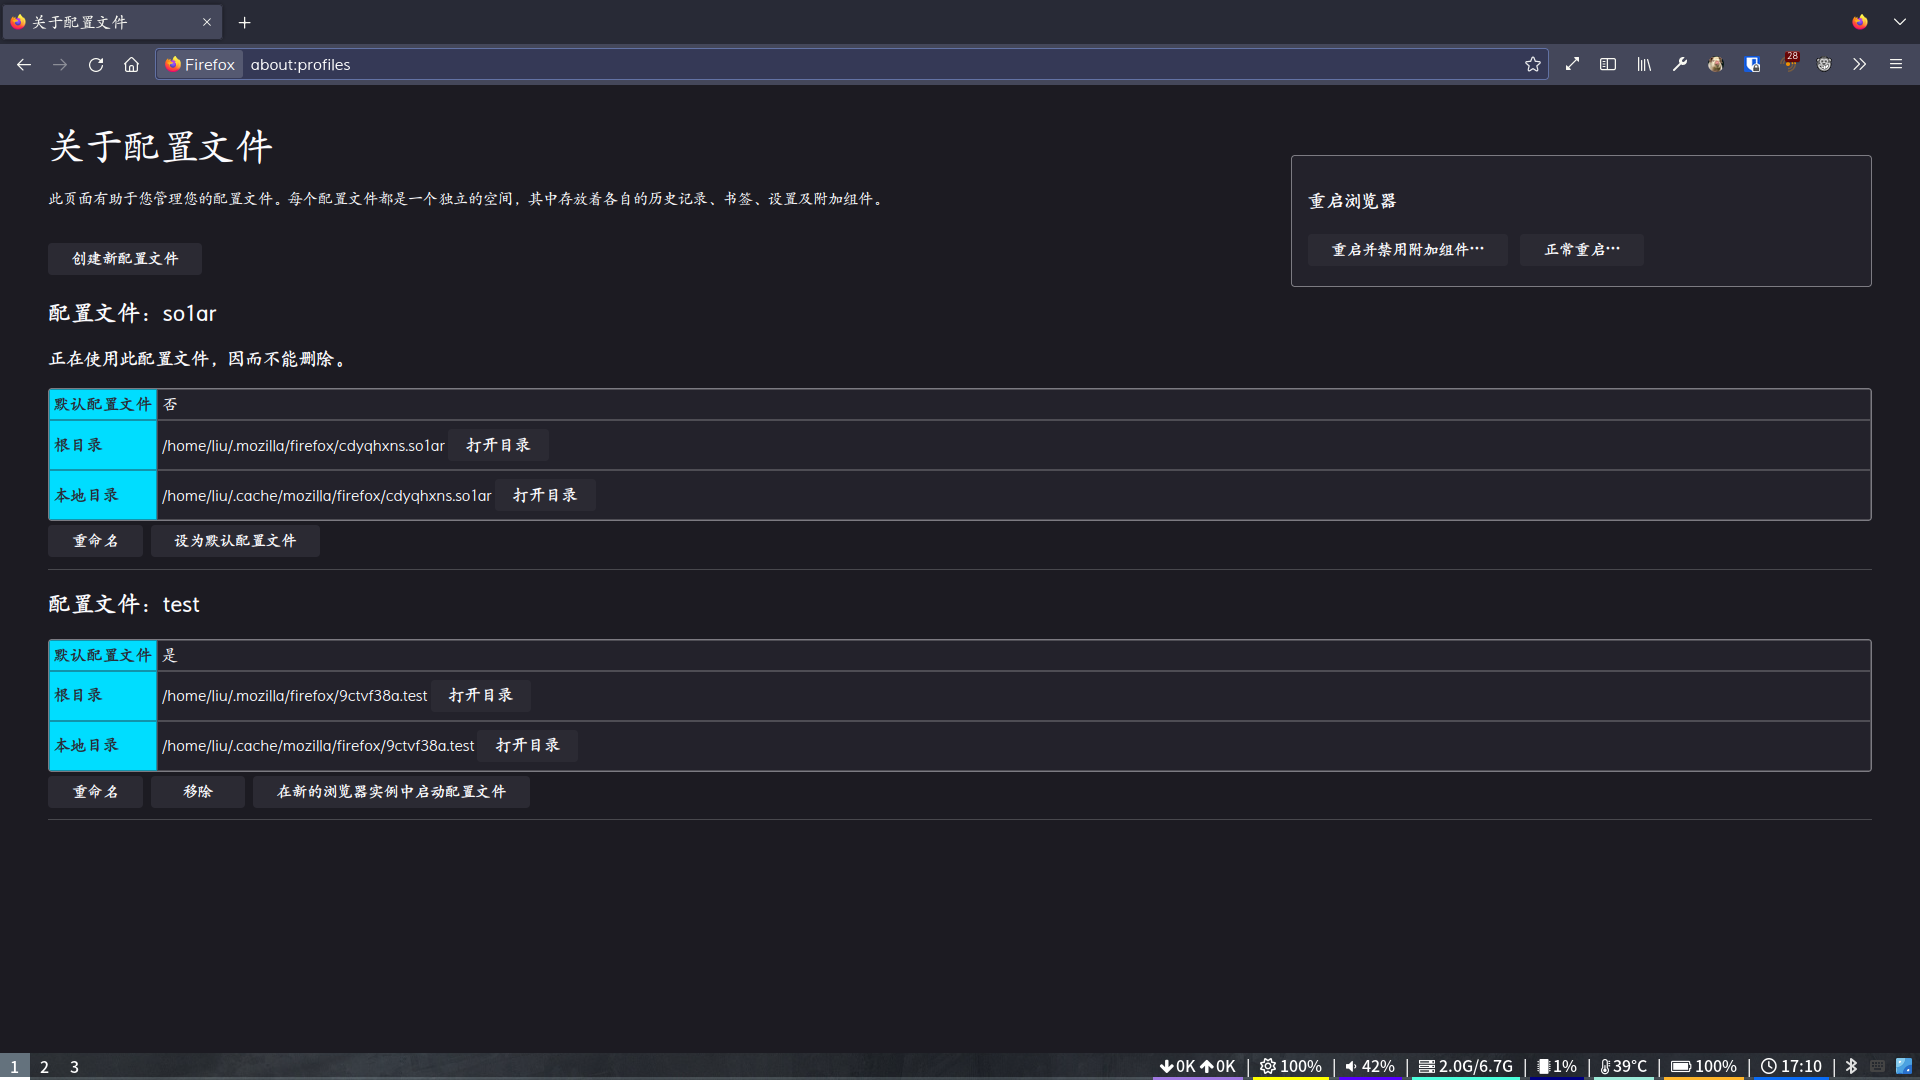 关于配置文件
Firefox
about:profiles
28
关于配置文件
此页面有助于您管理您的配置文件。每个配置文件都是一个独立的空间，其中存放着各自的历史记录、书签、设置及附加组件。
重启浏览器
重启并禁用附加组件…
正常重启…
创建新配置文件
配置文件：so1ar
正在使用此配置文件，因而不能删除。
默认配置文件 否
根目录 /home/liu/.mozilla/firefox/cdyqhxns.so1ar 打开目录
本地目录 /home/liu/.cache/mozilla/firefox/cdyqhxns.so1ar 打开目录
重命名 设为默认配置文件
配置文件：test
默认配置文件 是
根目录 /home/liu/.mozilla/firefox/9ctvf38a.test 打开目录
本地目录 /home/liu/.cache/mozilla/firefox/9ctvf38a.test 打开目录
重命名 移除 在新的浏览器实例中启动配置文件
1 2 3 0K 0K | 100% | 42% | 2.0G/6.7G | 1% | 39°C | 100% | 17:10 |